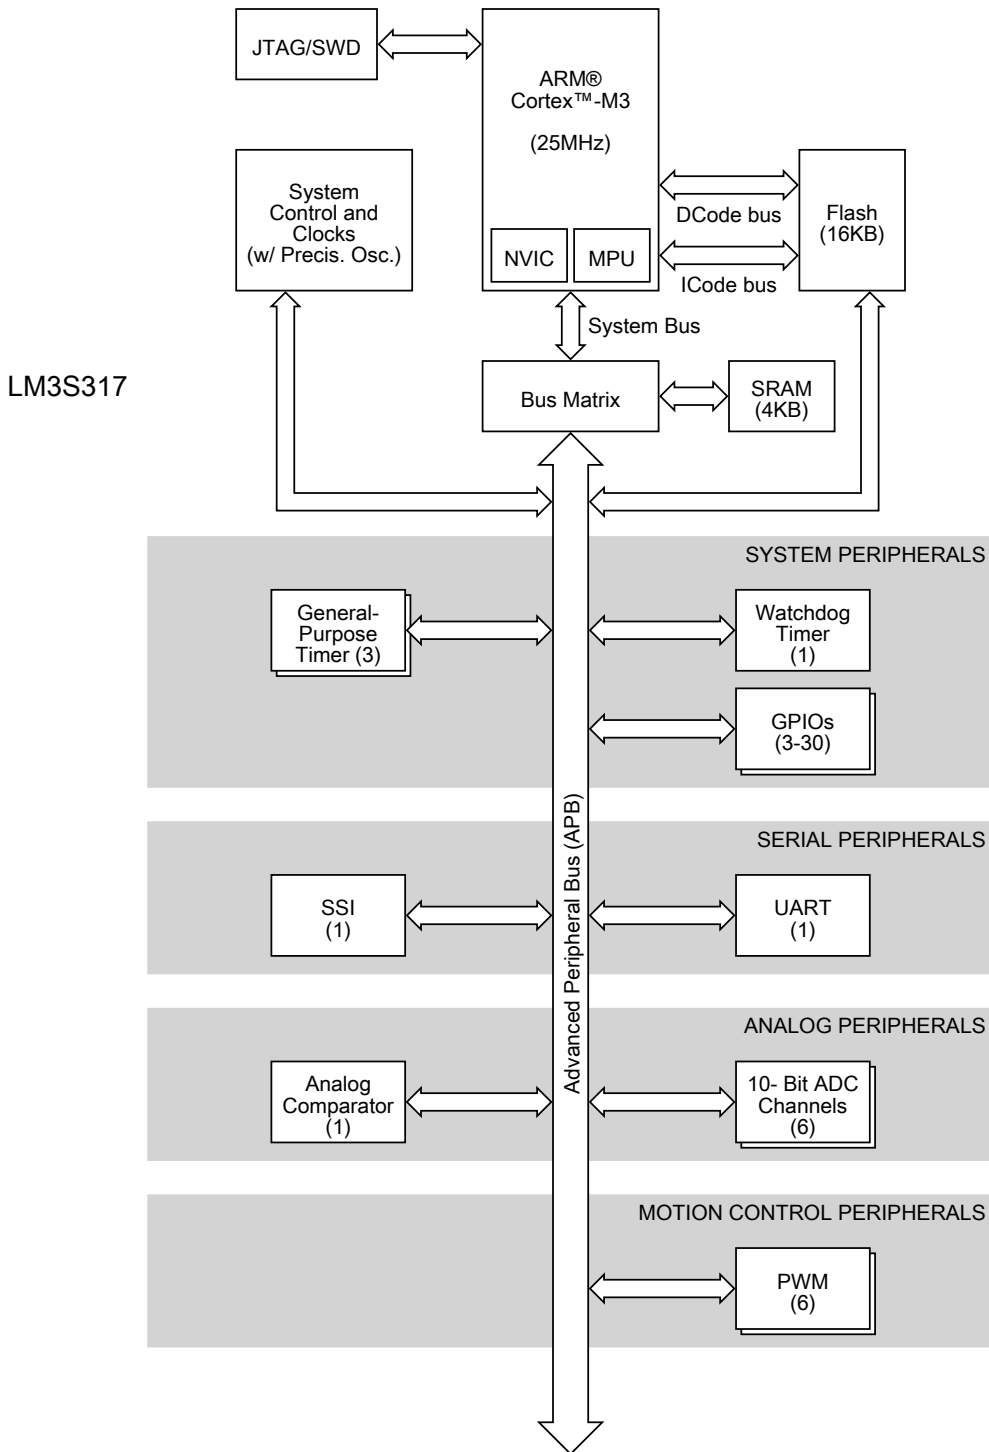 JTAG/SWD
ARM®
Cortex™-M3
(25MHz)
System
Control and
Clocks
(w/ Precis. Osc.)
DCode bus
Flash
(16KB)
NVIC
MPU
ICode bus
System Bus
LM3S317
Bus Matrix
SRAM
(4KB)
SYSTEM PERIPHERALS
General-
Purpose
Timer (3)
Watchdog
Timer
(1)
GPIOs
(3-30)
Advanced Peripheral Bus (APB)
SERIAL PERIPHERALS
SSI
(1)
UART
(1)
ANALOG PERIPHERALS
Analog
Comparator
(1)
10- Bit ADC
Channels
(6)
MOTION CONTROL PERIPHERALS
PWM
(6)